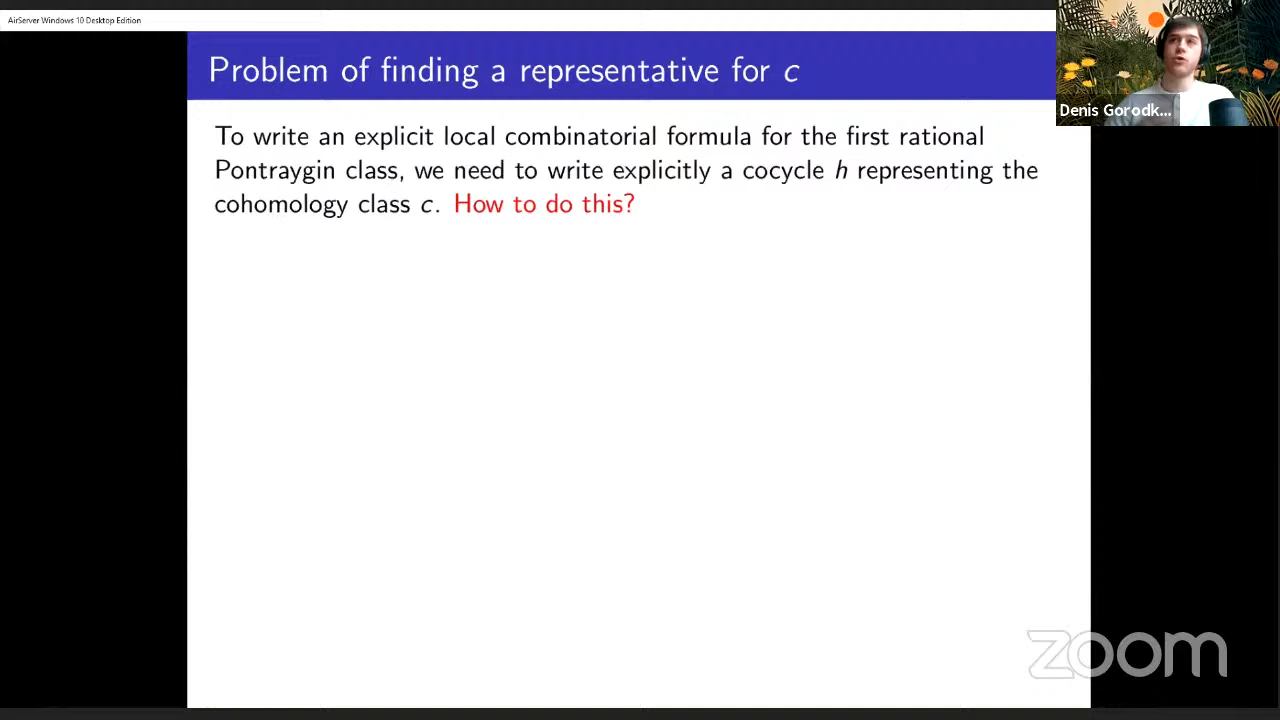 AirServer Windows 10 Desktop Edition
Problem of finding a representative for c
Denis Gorodk...
To write an explicit local combinatorial formula for the first rational
Pontraygin class, we need to write explicitly a cocycle h representing the
cohomology class c. How to do this?
zoom